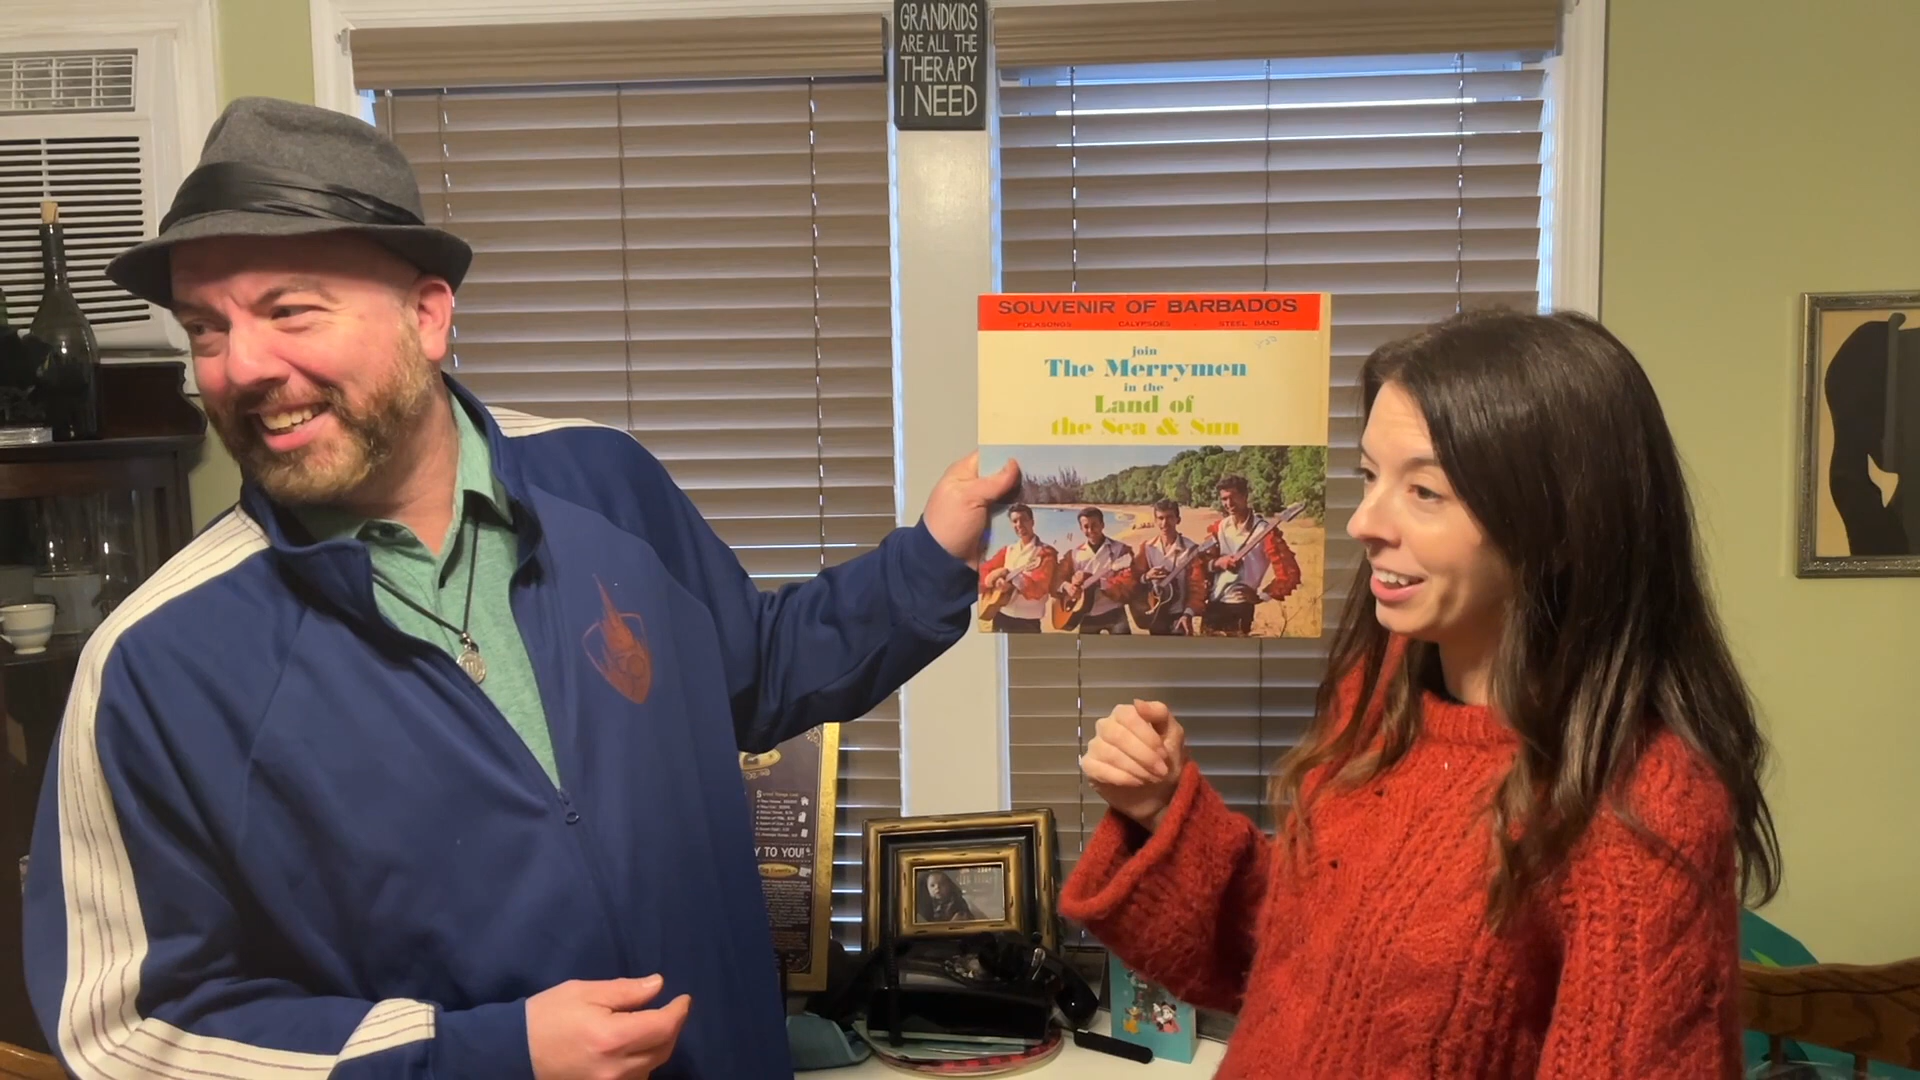 GRANDKIDS
ARE ALL THE
THERAPY
I NEED
SOUVENIR OF BARBADOS
FOLKSONGS CALYPSOES STEEL BAND
join
The Merrymen
in the
Land of
the Sea & Sun
Y TO YOU!